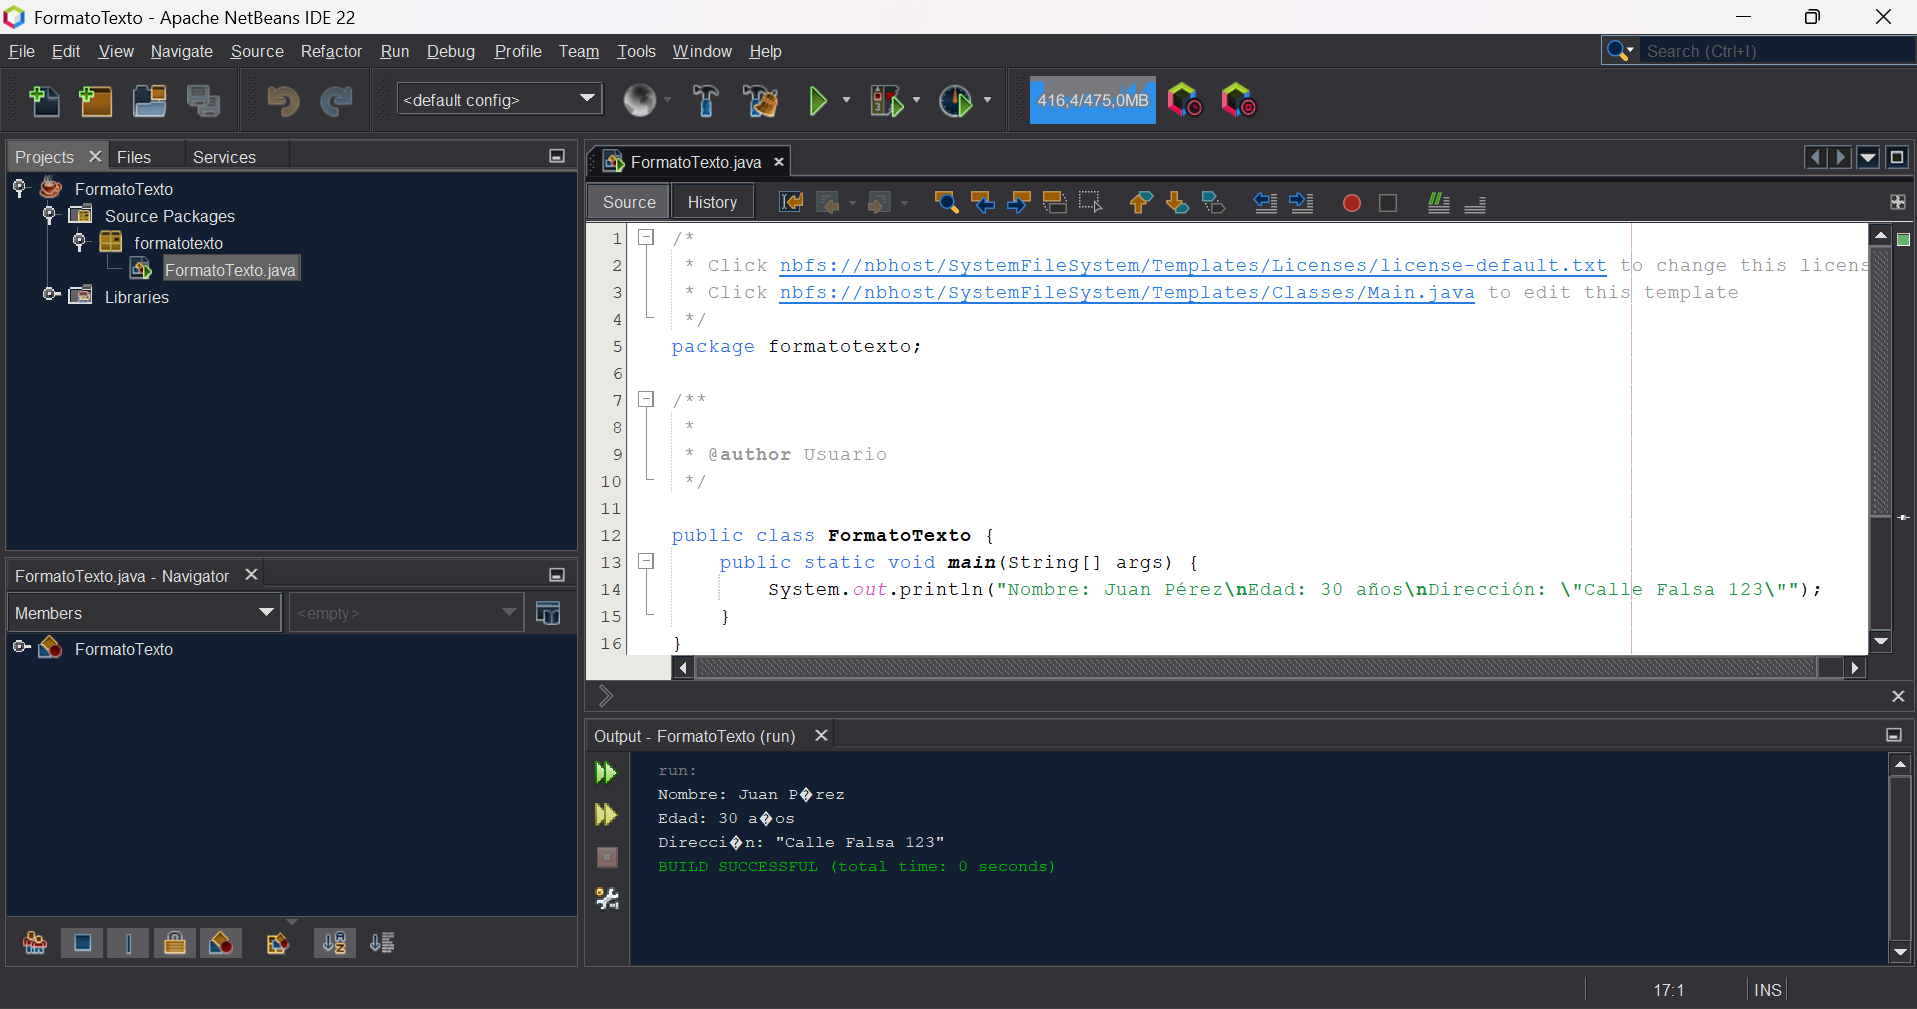 FormatoTexto - Apache NetBeans IDE 22
File Edit View Navigate Source Refactor Run Debug Profile Team Tools Window Help
Search (Ctrl+I)
<default config>
416,4/475,0MB
Projects Files Services
FormatoTexto
Source Packages
formatotexto
FormatoTexto.java
Libraries
FormatoTexto.java - Navigator
Members
<empty>
FormatoTexto
FormatoTexto.java
Source History
1 /*
2 * Click nbfs://nbhost/SystemFileSystem/Templates/Licenses/license-default.txt to change this licens
3 * Click nbfs://nbhost/SystemFileSystem/Templates/Classes/Main.java to edit this template
4 */
5 package formatotexto;
6
7 /**
8 *
9 * @author Usuario
10 */
11
12 public class FormatoTexto {
13 public static void main(String[] args) {
14 System.out.println("Nombre: Juan Pérez\nEdad: 30 años\nDirección: \"Calle Falsa 123\"");
15 }
16 }
Output - FormatoTexto (run)
run:
Nombre: Juan P�rez
Edad: 30 a�os
Direcci�n: "Calle Falsa 123"
BUILD SUCCESSFUL (total time: 0 seconds)
17:1 INS